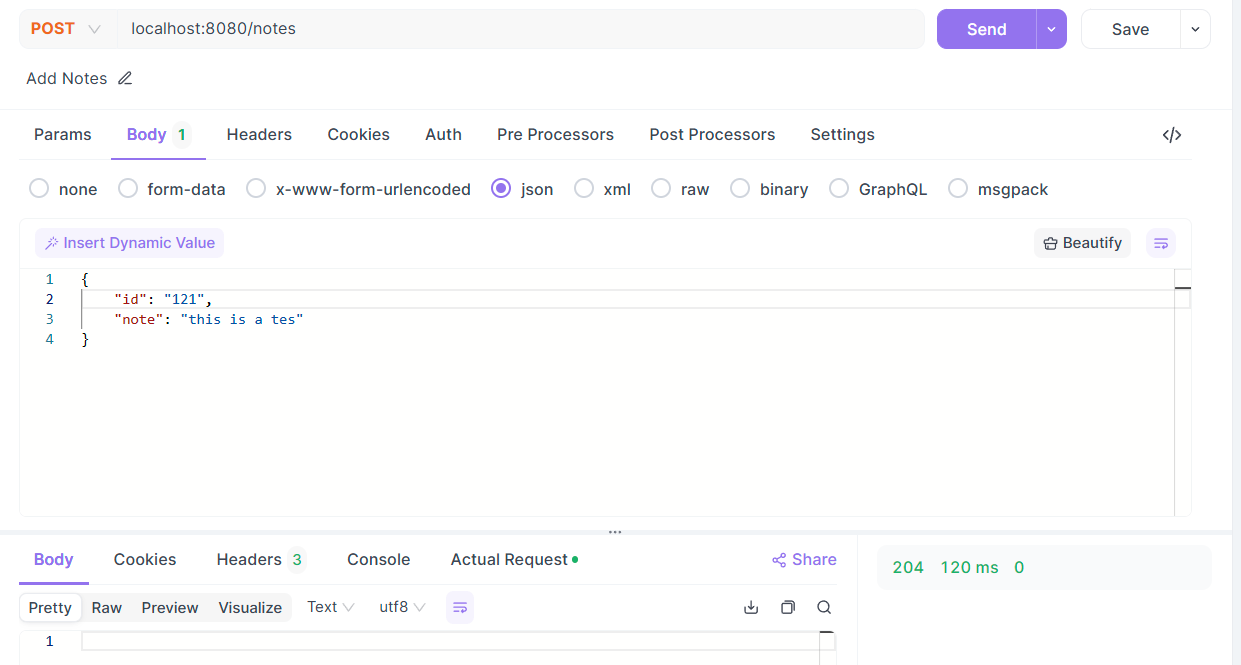 POST localhost:8080/notes Send Save
Add Notes
Params Body 1 Headers Cookies Auth Pre Processors Post Processors Settings </>
none form-data x-www-form-urlencoded json xml raw binary GraphQL msgpack
Insert Dynamic Value Beautify
1 {
2 "id": "121",
3 "note": "this is a tes"
4 }
Body Cookies Headers 3 Console Actual Request Share
204 120 ms 0
Pretty Raw Preview Visualize Text utf8
1